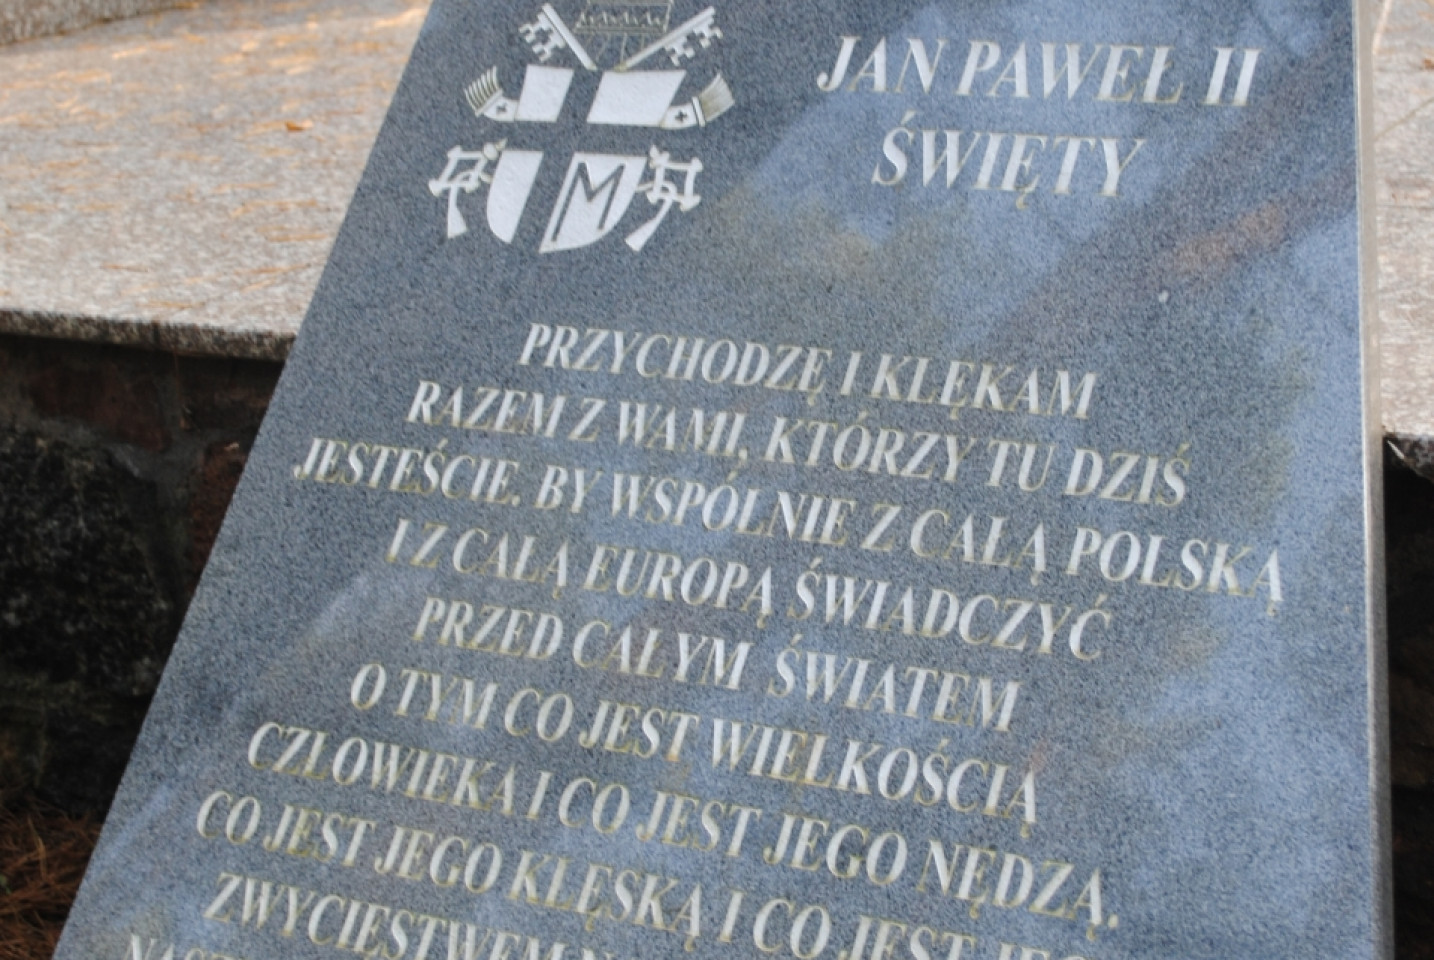 JAN PAWEŁ II
ŚWIĘTY
M
PRZYCHODZĘ I KLĘKAM
RAZEM Z WAMI, KTÓRZY TU DZIŚ
JESTEŚCIE. BY WSPÓLNIE Z CAŁĄ POLSKĄ
I Z CAŁĄ EUROPĄ ŚWIADCZYĆ
PRZED CAŁYM ŚWIATEM
O TYM CO JEST WIELKOŚCIĄ
CZŁOWIEKA I CO JEST JEGO NĘDZĄ.
CO JEST JEGO KLĘSKĄ I CO JEST JEGO
ZWYCIĘSTWEM